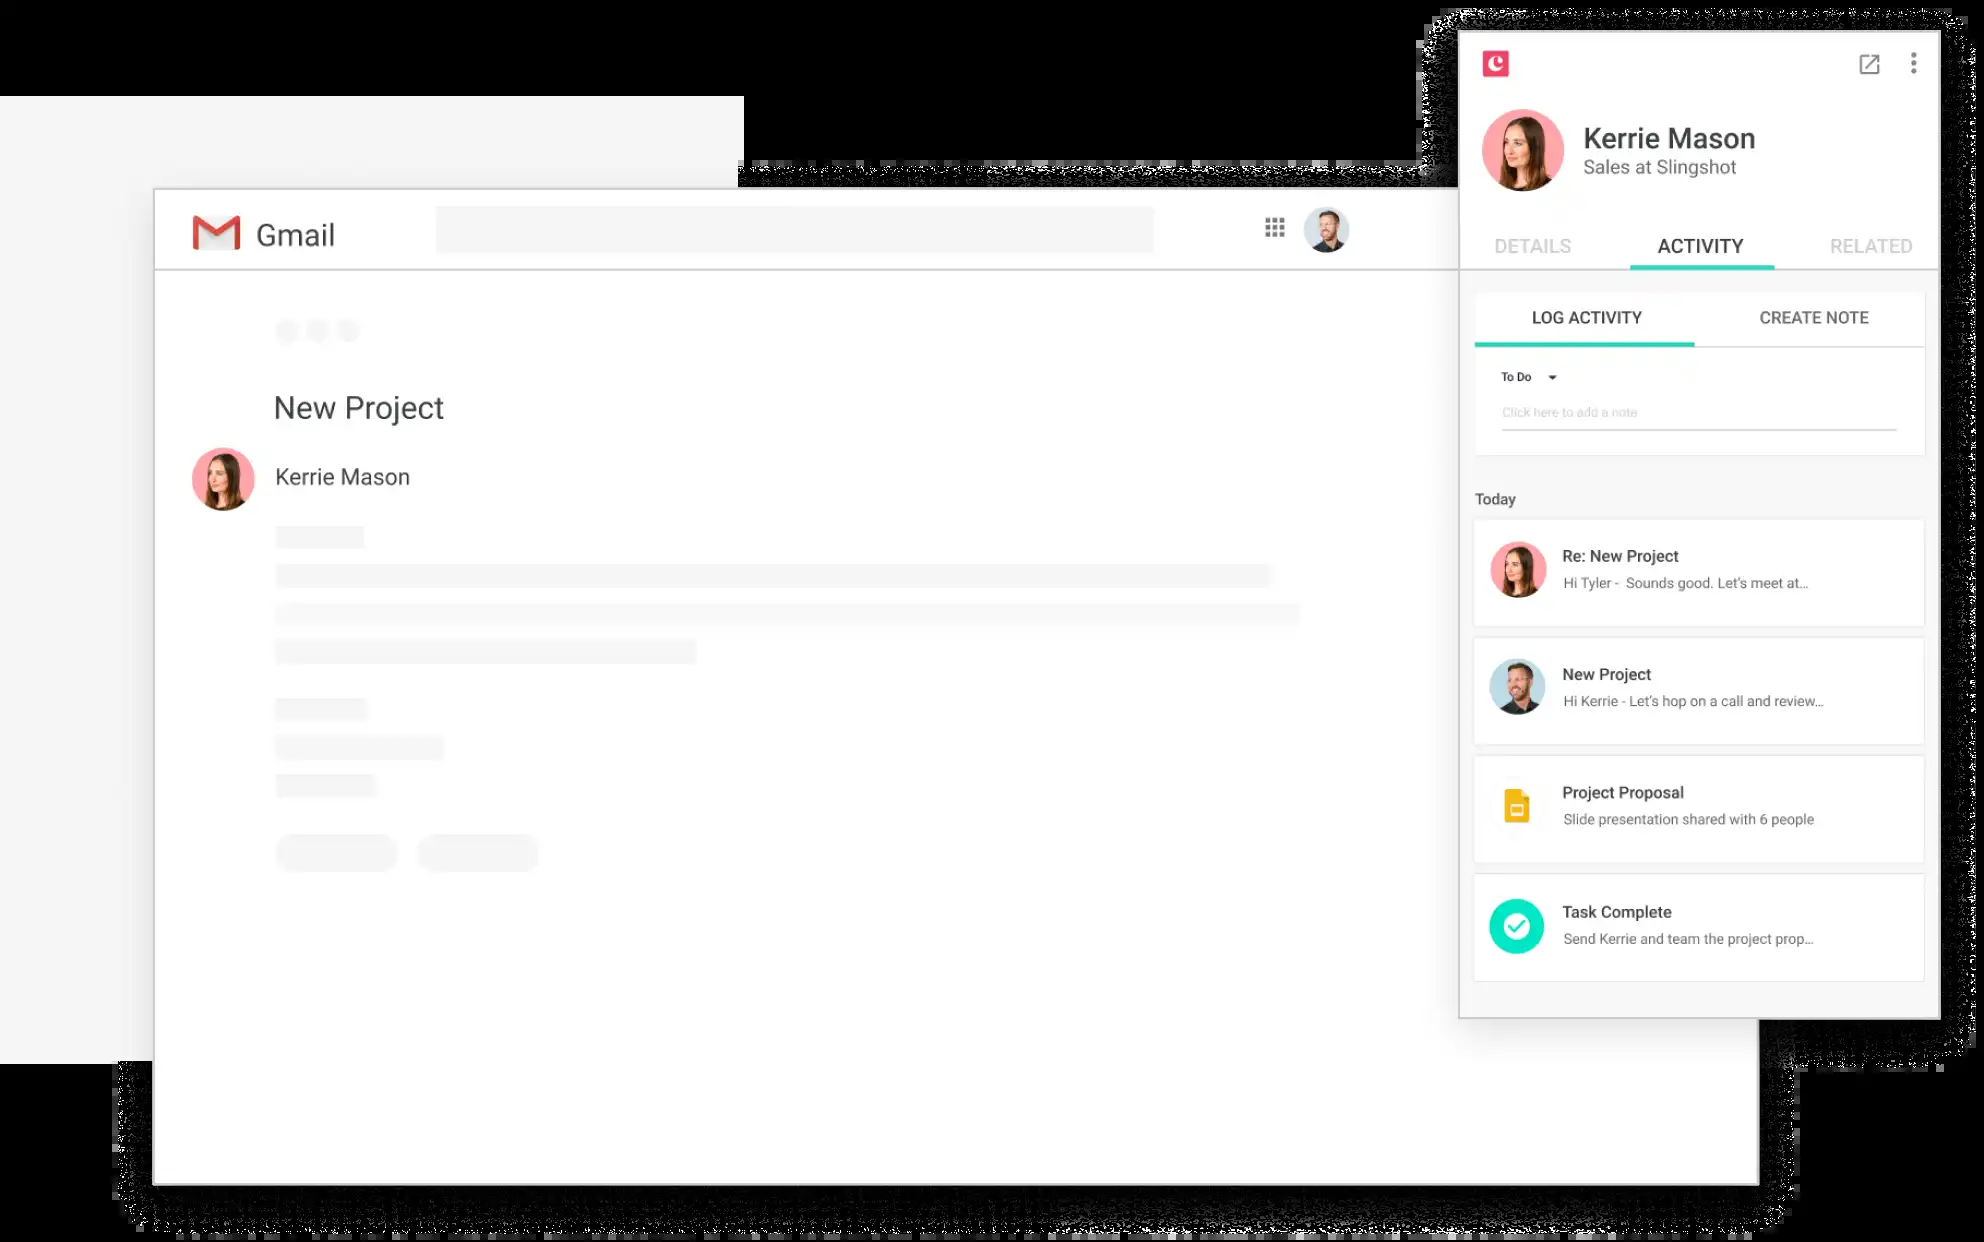 Gmail
New Project
Kerrie Mason
Kerrie Mason
Sales at Slingshot
DETAILS
ACTIVITY
RELATED
LOG ACTIVITY
CREATE NOTE
To Do
Click here to add a note
Today
Re: New Project
Hi Tyler - Sounds good. Let's meet at...
New Project
Hi Kerrie - Let's hop on a call and review...
Project Proposal
Slide presentation shared with 6 people
Task Complete
Send Kerrie and team the project prop...